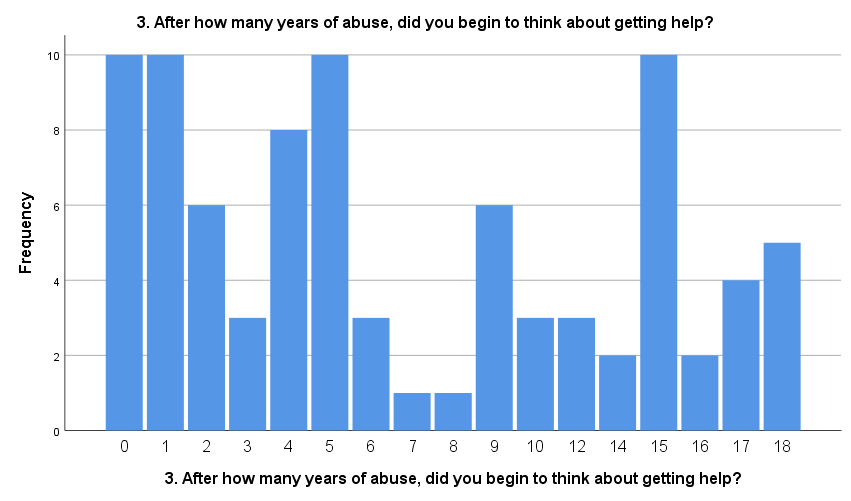 3. After how many years of abuse, did you begin to think about getting help?
10
8
6
4
2
0
Frequency
0 1 2 3 4 5 6 7 8 9 10 12 14 15 16 17 18
3. After how many years of abuse, did you begin to think about getting help?